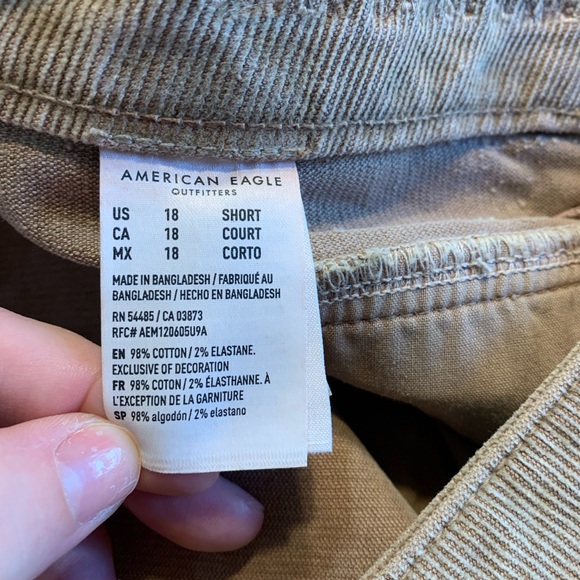 AMERICAN EAGLE
OUTFITTERS
US 18 SHORT
CA 18 COURT
MX 18 CORTO
MADE IN BANGLADESH / FABRIQUÉ AU
BANGLADESH / HECHO EN BANGLADESH
RN 54485 / CA 03873
RFC# AEM120605U9A
EN 98% COTTON / 2% ELASTANE.
EXCLUSIVE OF DECORATION
FR 98% COTON / 2% ÉLASTHANNE. À
L'EXCEPTION DE LA GARNITURE
SP 98% algodón / 2% elastano